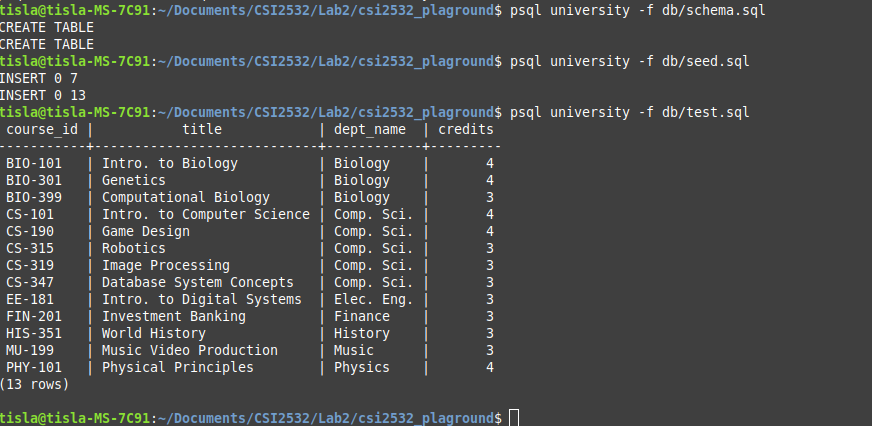 tisla@tisla-MS-7C91:~/Documents/CSI2532/Lab2/csi2532_plaground$ psql university -f db/schema.sql
CREATE TABLE
CREATE TABLE
tisla@tisla-MS-7C91:~/Documents/CSI2532/Lab2/csi2532_plaground$ psql university -f db/seed.sql
INSERT 0 7
INSERT 0 13
tisla@tisla-MS-7C91:~/Documents/CSI2532/Lab2/csi2532_plaground$ psql university -f db/test.sql
 course_id |           title            | dept_name  | credits
-----------+----------------------------+------------+---------
 BIO-101   | Intro. to Biology          | Biology    |       4
 BIO-301   | Genetics                   | Biology    |       4
 BIO-399   | Computational Biology      | Biology    |       3
 CS-101    | Intro. to Computer Science | Comp. Sci. |       4
 CS-190    | Game Design                | Comp. Sci. |       4
 CS-315    | Robotics                   | Comp. Sci. |       3
 CS-319    | Image Processing           | Comp. Sci. |       3
 CS-347    | Database System Concepts   | Comp. Sci. |       3
 EE-181    | Intro. to Digital Systems  | Elec. Eng. |       3
 FIN-201   | Investment Banking         | Finance    |       3
 HIS-351   | World History              | History    |       3
 MU-199    | Music Video Production     | Music      |       3
 PHY-101   | Physical Principles        | Physics    |       4
(13 rows)
tisla@tisla-MS-7C91:~/Documents/CSI2532/Lab2/csi2532_plaground$